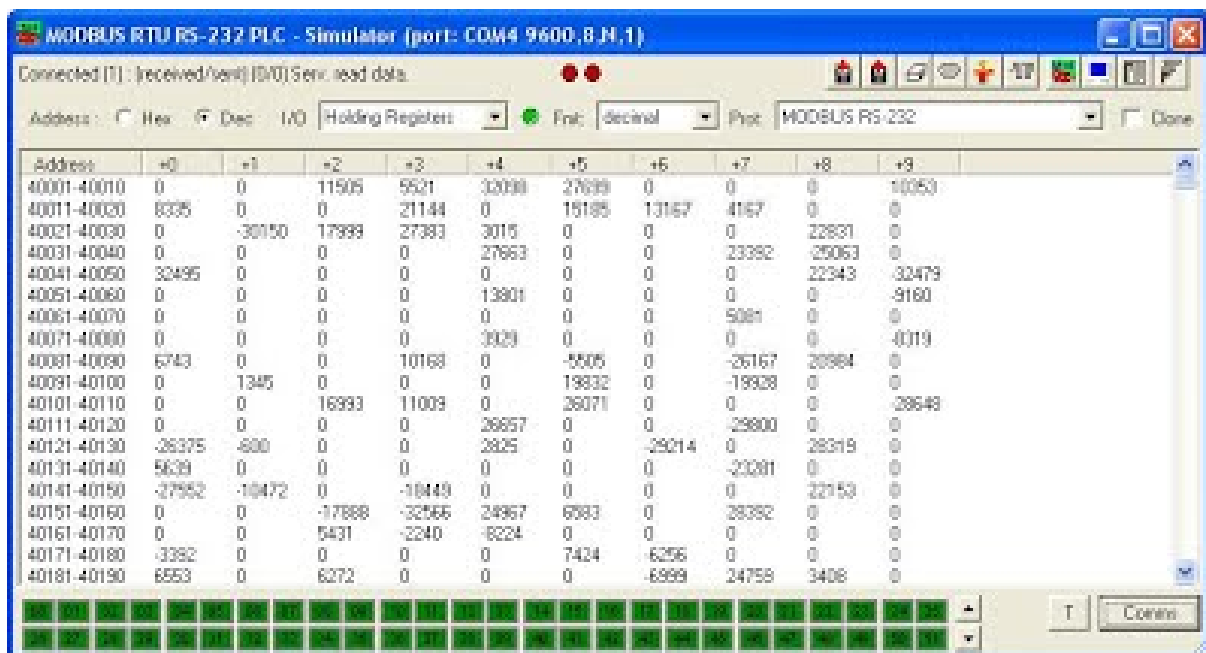 MODBUS RTU RS-232 PLC - Simulator (port: COM4 9600,8,N,1)
Connected (1) : (received/sent) (0/0) Serv. read data.
Address : Hex Dec I/O Holding Registers Fmt: decimal Prot: MODBUS RS-232 Clone
Address +0 +1 +2 +3 +4 +5 +6 +7 +8 +9
40001-40010 0 0 11505 5521 32098 27699 0 0 0 10353
40011-40020 8335 0 0 21144 0 15185 13167 4167 0 0
40021-40030 0 -30150 17999 27383 3015 0 0 0 22831 0
40031-40040 0 0 0 0 27663 0 0 23392 -25063 0
40041-40050 32495 0 0 0 0 0 0 0 22343 -32479
40051-40060 0 0 0 0 13801 0 0 0 0 -9160
40061-40070 0 0 0 0 0 0 0 5081 0 0
40071-40080 0 0 0 0 3929 0 0 0 0 -8319
40081-40090 6743 0 0 10168 0 -5505 0 -26167 0
40091-40100 0 1345 0 0 0 19832 0 -19928 0 0
40101-40110 0 0 16993 11009 0 26071 0 0 0 -28648
40111-40120 0 0 0 0 26657 0 0 -29800 0 0
40121-40130 -26375 -600 0 0 2825 0 -29214 0 28319 0
40131-40140 5639 0 0 0 0 0 0 -23281 0 0
40141-40150 -27552 -10472 0 -18449 0 0 0 0 22153 0
40151-40160 0 0 -17888 -32566 24967 6583 0 28392 0 0
40161-40170 0 0 5431 -2240 -8224 0 0 0 0 0
40171-40180 -3392 0 0 0 0 7424 -6256 0 0 0
40181-40190 6553 0 6272 0 0 0 -6999 24759 3408 0
T Comms